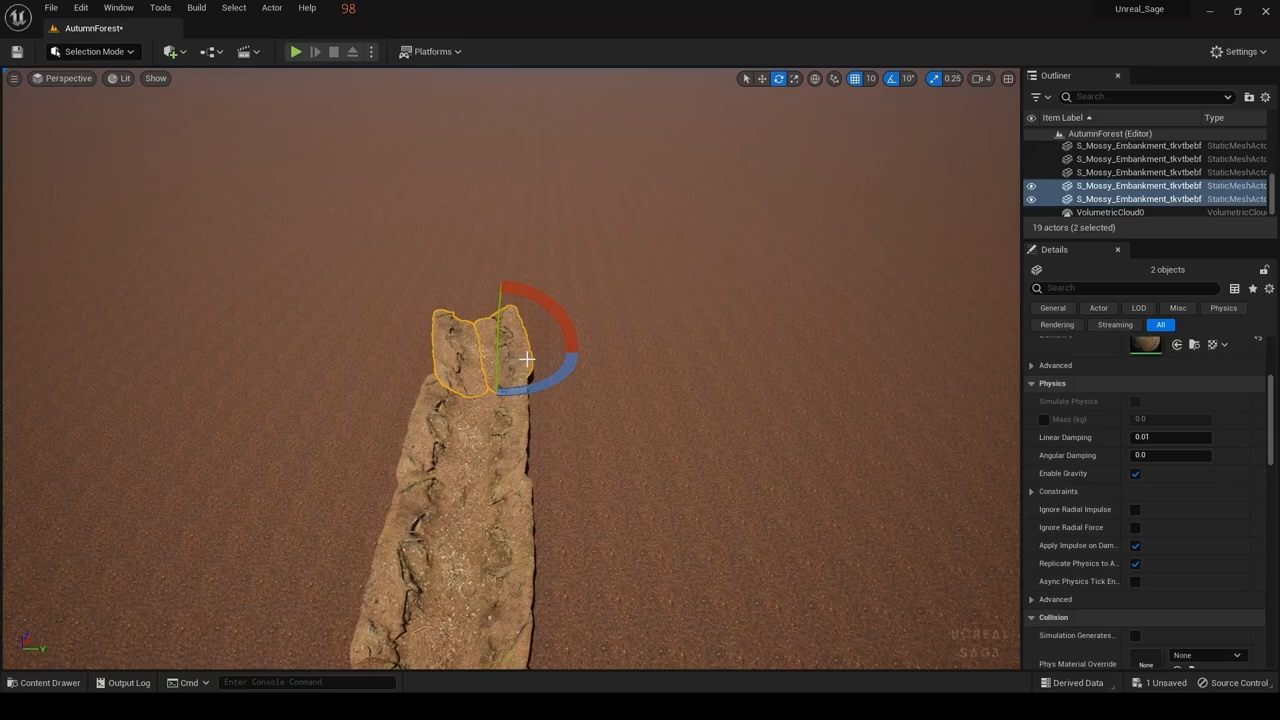 File Edit View Window Tools Build Select Actor Help 98 Unreal_Sage
AutumnForest•
Selection Mode Platforms Settings
Perspective Lit Show 10 10° 0.25 4
Outliner
Search...
Item Label Type
AutumnForest (Editor)
S_Mossy_Embankment_tkvtbebf StaticMeshActo
S_Mossy_Embankment_tkvtbebf StaticMeshActo
S_Mossy_Embankment_tkvtbebf StaticMeshActo
S_Mossy_Embankment_tkvtbebf StaticMeshActo
S_Mossy_Embankment_tkvtbebf StaticMeshActo
VolumetricCloud0 VolumetricClou
19 actors (2 selected)
Details
2 objects
Search
General Actor LOD Misc Physics
Rendering Streaming All
Advanced
Physics
Simulate Physics
Mass (kg) 0.0
Linear Damping 0.01
Angular Damping 0.0
Enable Gravity
Constraints
Ignore Radial Impulse
Ignore Radial Force
Apply Impulse on Dam...
Replicate Physics to A...
Async Physics Tick En...
Advanced
Collision
Simulation Generates...
Phys Material Override None None
UNREAL
SAG3
Content Drawer Output Log Cmd Enter Console Command Derived Data 1 Unsaved Source Control